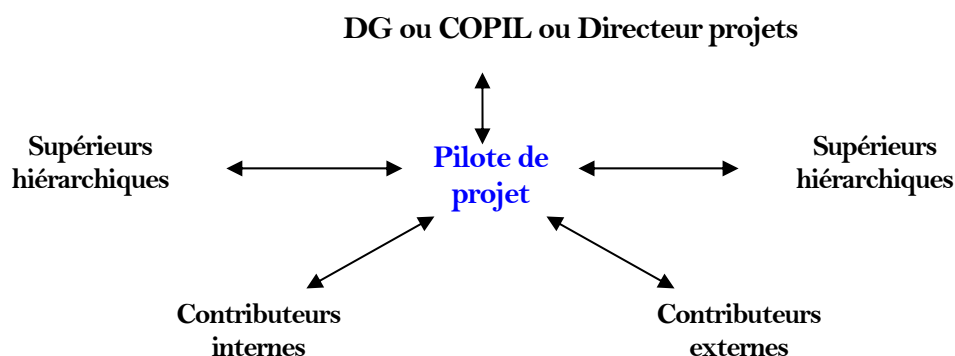 DG ou COPIL ou Directeur projets
Supérieurs
hiérarchiques
Pilote de
projet
Supérieurs
hiérarchiques
Contributeurs
internes
Contributeurs
externes